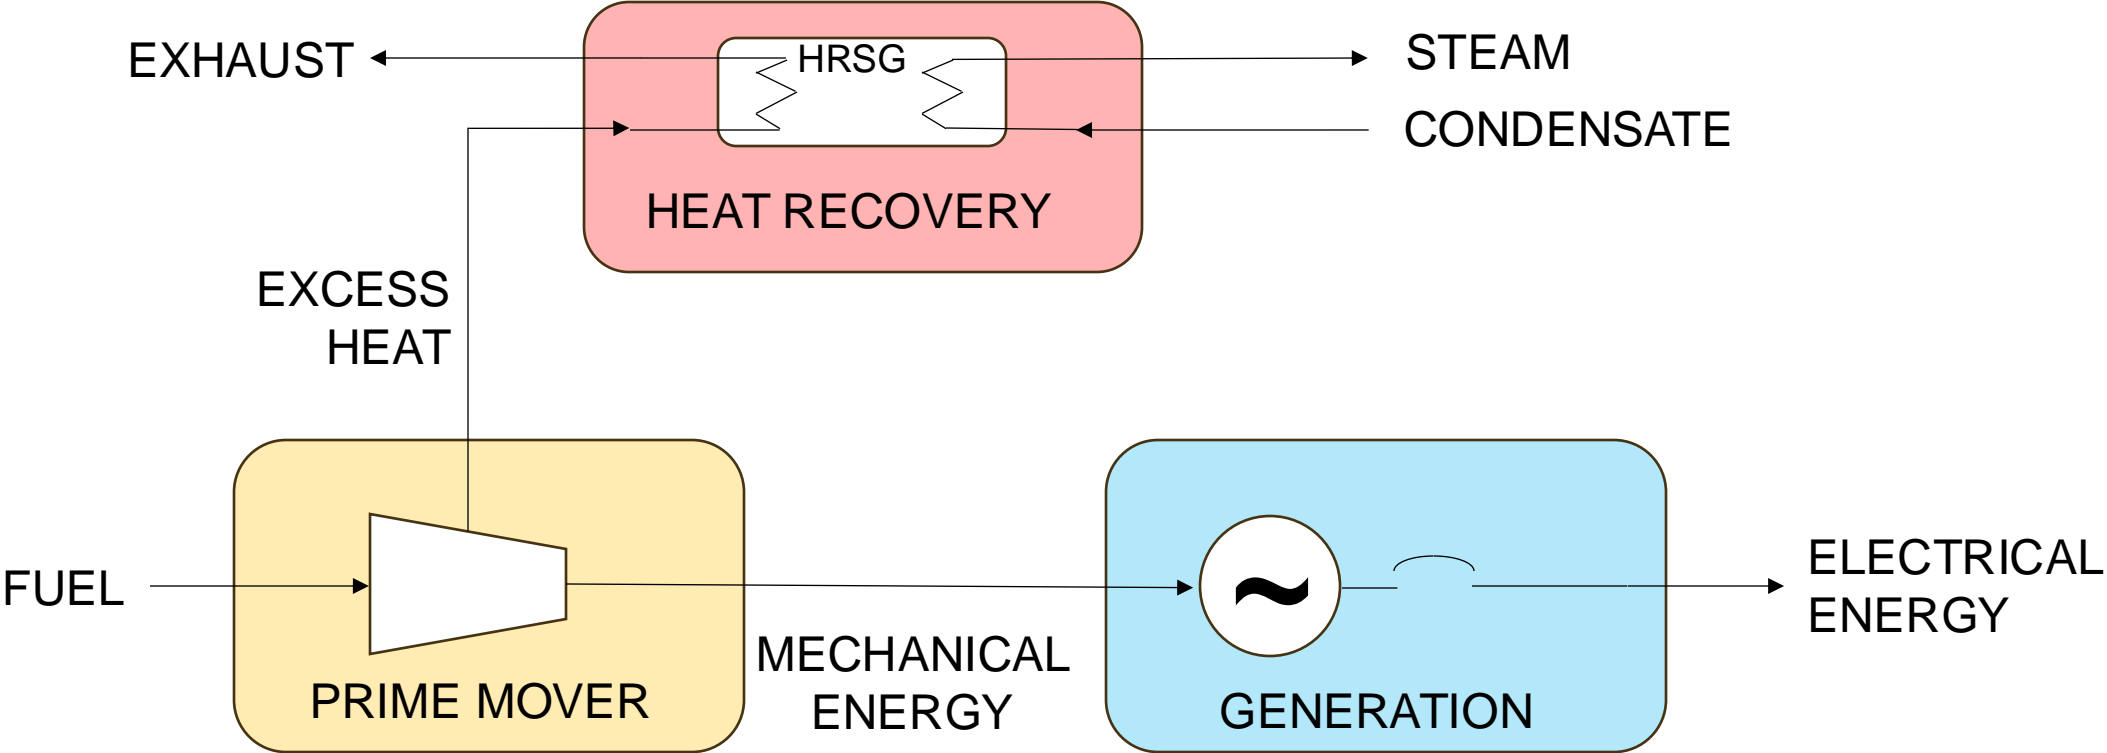 EXHAUST
HRSG
STEAM
CONDENSATE
HEAT RECOVERY
EXCESS
HEAT
FUEL
PRIME MOVER
MECHANICAL
ENERGY
~
GENERATION
ELECTRICAL
ENERGY